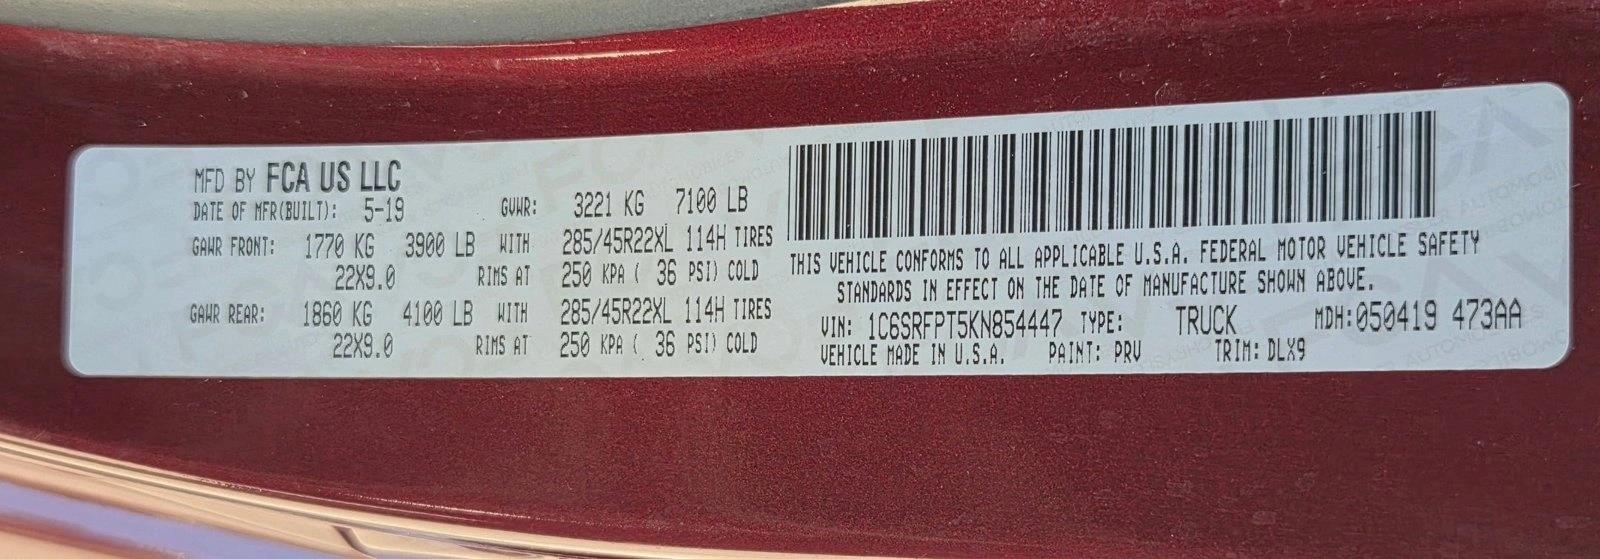 MFD BY FCA US LLC
DATE OF MFR(BUILT): 5-19 GVWR: 3221 KG 7100 LB
GAWR FRONT: 1770 KG 3900 LB WITH 285/45R22XL 114H TIRES
22X9.0 RIMS AT 250 KPA ( 36 PSI) COLD
GAWR REAR: 1860 KG 4100 LB WITH 285/45R22XL 114H TIRES
22X9.0 RIMS AT 250 KPA ( 36 PSI) COLD
THIS VEHICLE CONFORMS TO ALL APPLICABLE U.S.A. FEDERAL MOTOR VEHICLE SAFETY
STANDARDS IN EFFECT ON THE DATE OF MANUFACTURE SHOWN ABOVE.
VIN: 1C6SRFPT5KN854447 TYPE: TRUCK MDH:050419 473AA
VEHICLE MADE IN U.S.A. PAINT: PRV TRIM: DLX9